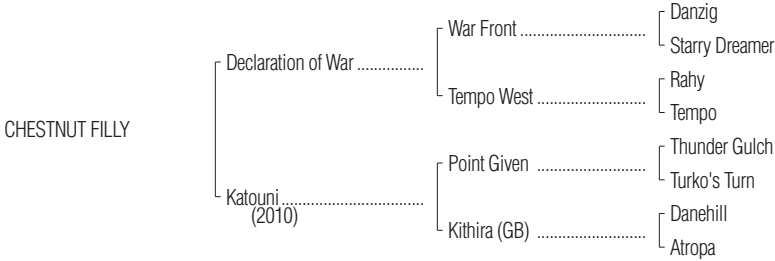 Danzig
War Front ..............................
Starry Dreamer
Declaration of War ................
Rahy
Tempo West ..........................
Tempo
CHESTNUT FILLY
Thunder Gulch
Point Given ..........................
Turko's Turn
Katouni ..................................
(2010)
Danehill
Kithira (GB) ..........................
Atropa